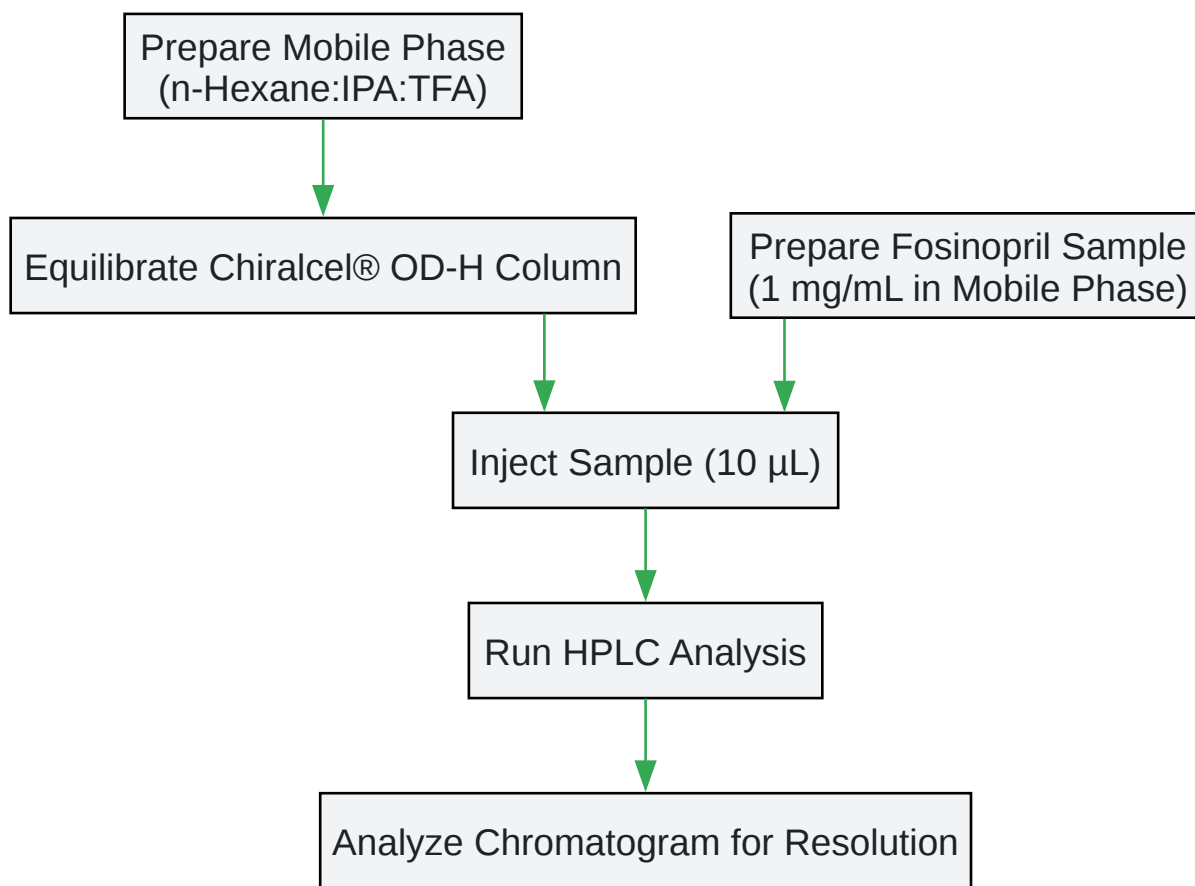 Prepare Mobile Phase
(n-Hexane:IPA:TFA)
Equilibrate Chiralcel® OD-H Column
Prepare Fosinopril Sample
(1 mg/mL in Mobile Phase)
Inject Sample (10 µL)
Run HPLC Analysis
Analyze Chromatogram for Resolution